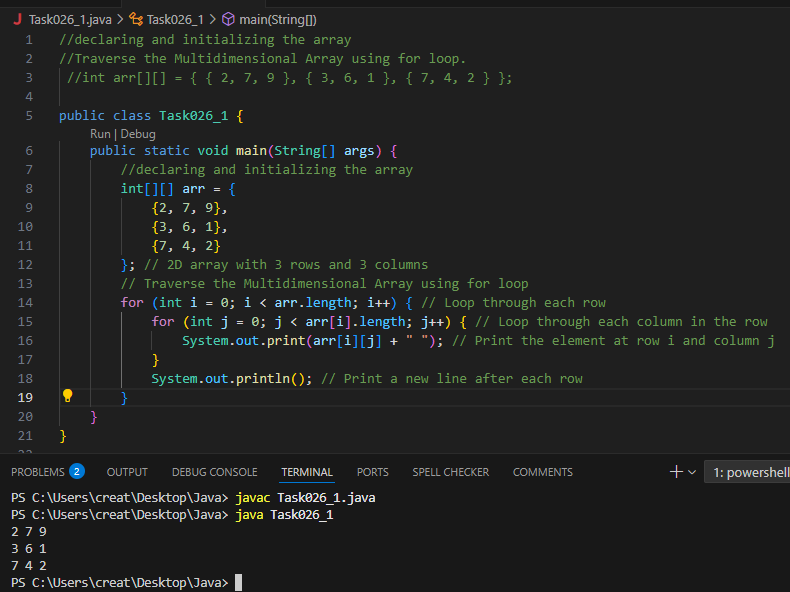 J Task026_1.java > Task026_1 > main(String[])
1 //declaring and initializing the array
2 //Traverse the Multidimensional Array using for loop.
3 //int arr[][] = { { 2, 7, 9 }, { 3, 6, 1 }, { 7, 4, 2 } };
4
5 public class Task026_1 {
Run | Debug
6 public static void main(String[] args) {
7 //declaring and initializing the array
8 int[][] arr = {
9 {2, 7, 9},
10 {3, 6, 1},
11 {7, 4, 2}
12 }; // 2D array with 3 rows and 3 columns
13 // Traverse the Multidimensional Array using for loop
14 for (int i = 0; i < arr.length; i++) { // Loop through each row
15 for (int j = 0; j < arr[i].length; j++) { // Loop through each column in the row
16 System.out.print(arr[i][j] + " "); // Print the element at row i and column j
17 }
18 System.out.println(); // Print a new line after each row
19 }
20 }
21 }
PROBLEMS 2 OUTPUT DEBUG CONSOLE TERMINAL PORTS SPELL CHECKER COMMENTS 1: powershell
PS C:\Users\creat\Desktop\Java> javac Task026_1.java
PS C:\Users\creat\Desktop\Java> java Task026_1
2 7 9
3 6 1
7 4 2
PS C:\Users\creat\Desktop\Java>